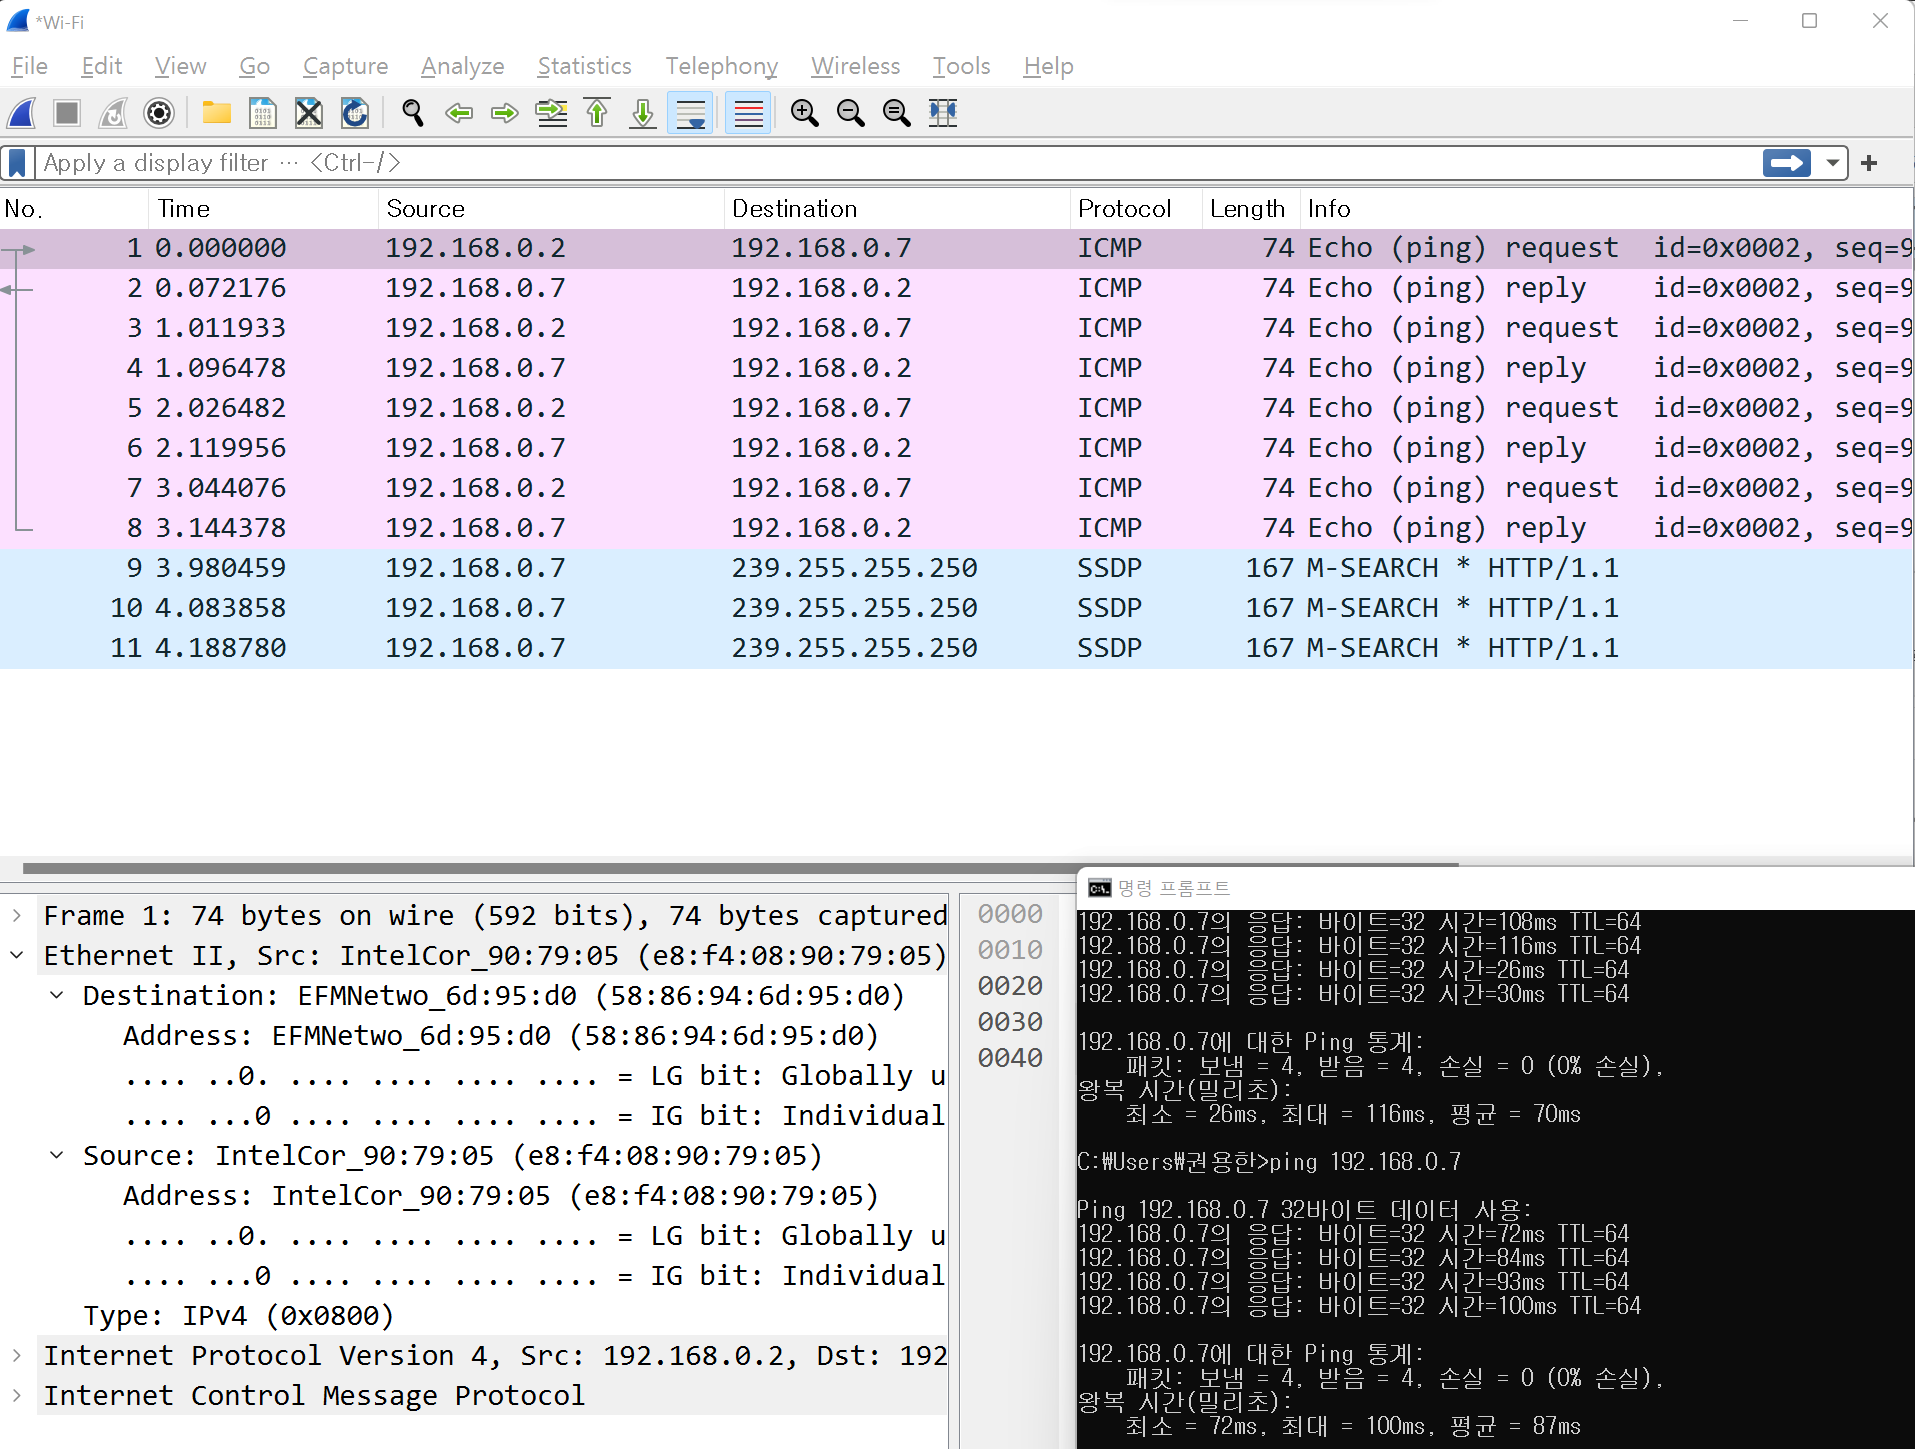 *Wi-Fi
File Edit View Go Capture Analyze Statistics Telephony Wireless Tools Help
Apply a display filter ··· <Ctrl-/>
No. Time Source Destination Protocol Length Info
1 0.000000 192.168.0.2 192.168.0.7 ICMP 74 Echo (ping) request id=0x0002, seq=9
2 0.072176 192.168.0.7 192.168.0.2 ICMP 74 Echo (ping) reply id=0x0002, seq=9
3 1.011933 192.168.0.2 192.168.0.7 ICMP 74 Echo (ping) request id=0x0002, seq=9
4 1.096478 192.168.0.7 192.168.0.2 ICMP 74 Echo (ping) reply id=0x0002, seq=9
5 2.026482 192.168.0.2 192.168.0.7 ICMP 74 Echo (ping) request id=0x0002, seq=9
6 2.119956 192.168.0.7 192.168.0.2 ICMP 74 Echo (ping) reply id=0x0002, seq=9
7 3.044076 192.168.0.2 192.168.0.7 ICMP 74 Echo (ping) request id=0x0002, seq=9
8 3.144378 192.168.0.7 192.168.0.2 ICMP 74 Echo (ping) reply id=0x0002, seq=9
9 3.980459 192.168.0.7 239.255.255.250 SSDP 167 M-SEARCH * HTTP/1.1
10 4.083858 192.168.0.7 239.255.255.250 SSDP 167 M-SEARCH * HTTP/1.1
11 4.188780 192.168.0.7 239.255.255.250 SSDP 167 M-SEARCH * HTTP/1.1
Frame 1: 74 bytes on wire (592 bits), 74 bytes captured
Ethernet II, Src: IntelCor_90:79:05 (e8:f4:08:90:79:05)
Destination: EFMNetwo_6d:95:d0 (58:86:94:6d:95:d0)
Address: EFMNetwo_6d:95:d0 (58:86:94:6d:95:d0)
.... ..0. .... .... .... .... = LG bit: Globally u
.... ...0 .... .... .... .... = IG bit: Individual
Source: IntelCor_90:79:05 (e8:f4:08:90:79:05)
Address: IntelCor_90:79:05 (e8:f4:08:90:79:05)
.... ..0. .... .... .... .... = LG bit: Globally u
.... ...0 .... .... .... .... = IG bit: Individual
Type: IPv4 (0x0800)
Internet Protocol Version 4, Src: 192.168.0.2, Dst: 192
Internet Control Message Protocol
0000
0010
0020
0030
0040
명령 프롬프트
192.168.0.7의 응답: 바이트=32 시간=108ms TTL=64
192.168.0.7의 응답: 바이트=32 시간=116ms TTL=64
192.168.0.7의 응답: 바이트=32 시간=26ms TTL=64
192.168.0.7의 응답: 바이트=32 시간=30ms TTL=64
192.168.0.7에 대한 Ping 통계:
패킷: 보냄 = 4, 받음 = 4, 손실 = 0 (0% 손실),
왕복 시간(밀리초):
최소 = 26ms, 최대 = 116ms, 평균 = 70ms
C:₩Users₩권용한>ping 192.168.0.7
Ping 192.168.0.7 32바이트 데이터 사용:
192.168.0.7의 응답: 바이트=32 시간=72ms TTL=64
192.168.0.7의 응답: 바이트=32 시간=84ms TTL=64
192.168.0.7의 응답: 바이트=32 시간=93ms TTL=64
192.168.0.7의 응답: 바이트=32 시간=100ms TTL=64
192.168.0.7에 대한 Ping 통계:
패킷: 보냄 = 4, 받음 = 4, 손실 = 0 (0% 손실),
왕복 시간(밀리초):
최소 = 72ms, 최대 = 100ms, 평균 = 87ms